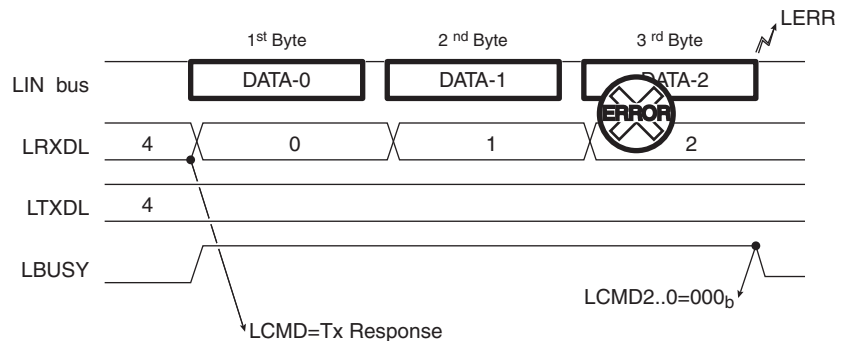 LERR
1st Byte 2 nd Byte 3 rd Byte
LIN bus DATA-0 DATA-1 DATA-2
ERROR
LRXDL 4 0 1 2
LTXDL 4
LBUSY
LCMD2..0=000b
LCMD=Tx Response